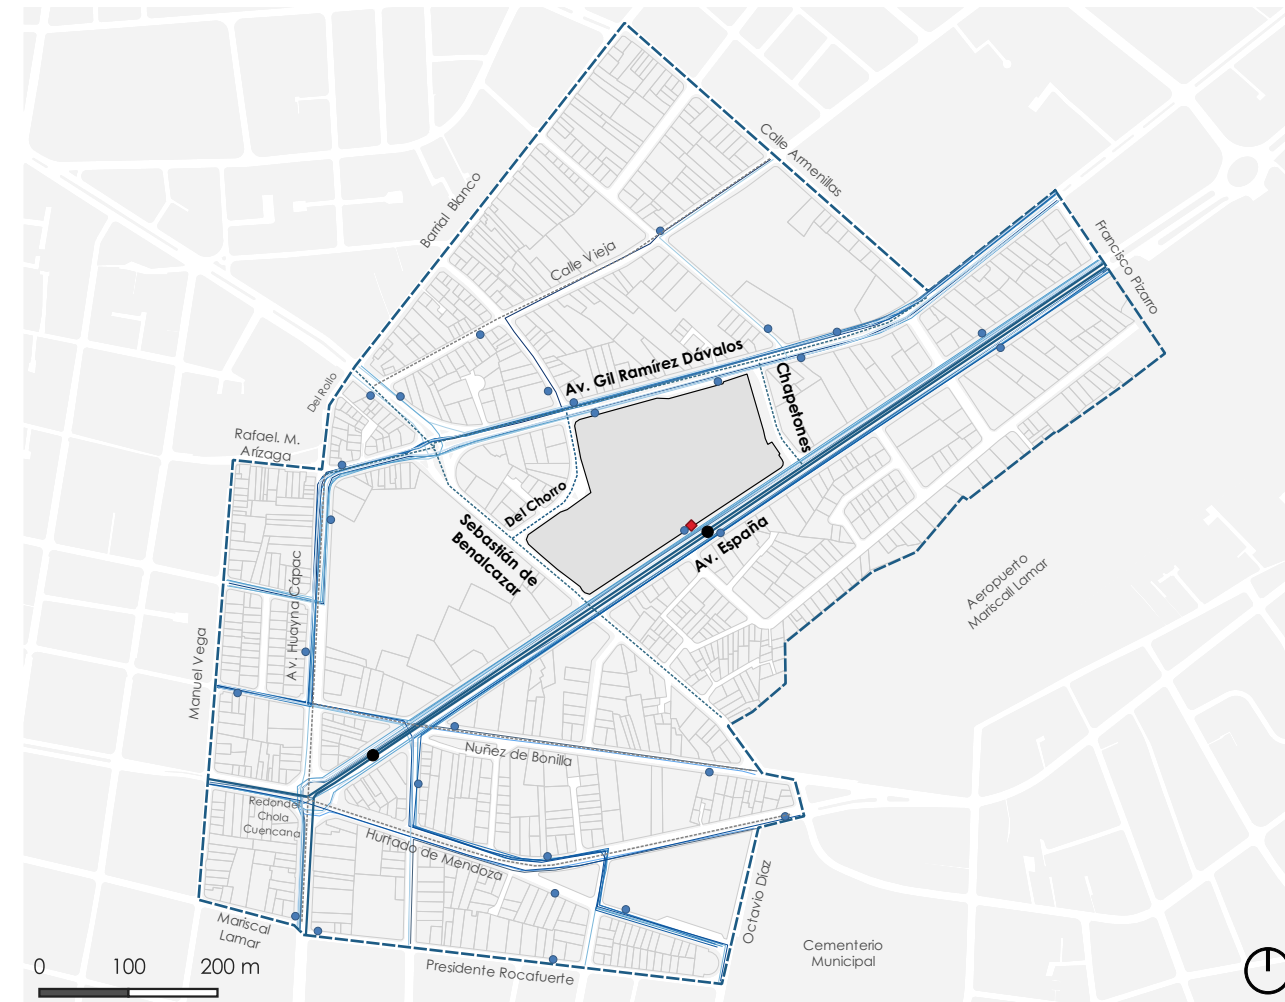 Calle Armenillas
Barrial Blanco
Francisco Pizarro
Calle Vieja
Av. Gil Ramírez Dávalos
Chapetones
Del Rollo
Rafael. M.
Arízaga
Del Chorro
Sebastián de
Benalcazar
Av. España
Av. Huayna Cápac
Aeropuerto
Mariscall Lamar
Manuel Vega
Nuñez de Bonilla
Redondel
Chola
Cuencana
Hurtado de Mendoza
Octavio Díaz
Mariscal
Lamar
Cementerio
Municipal
Presidente Rocafuerte
0 100 200 m